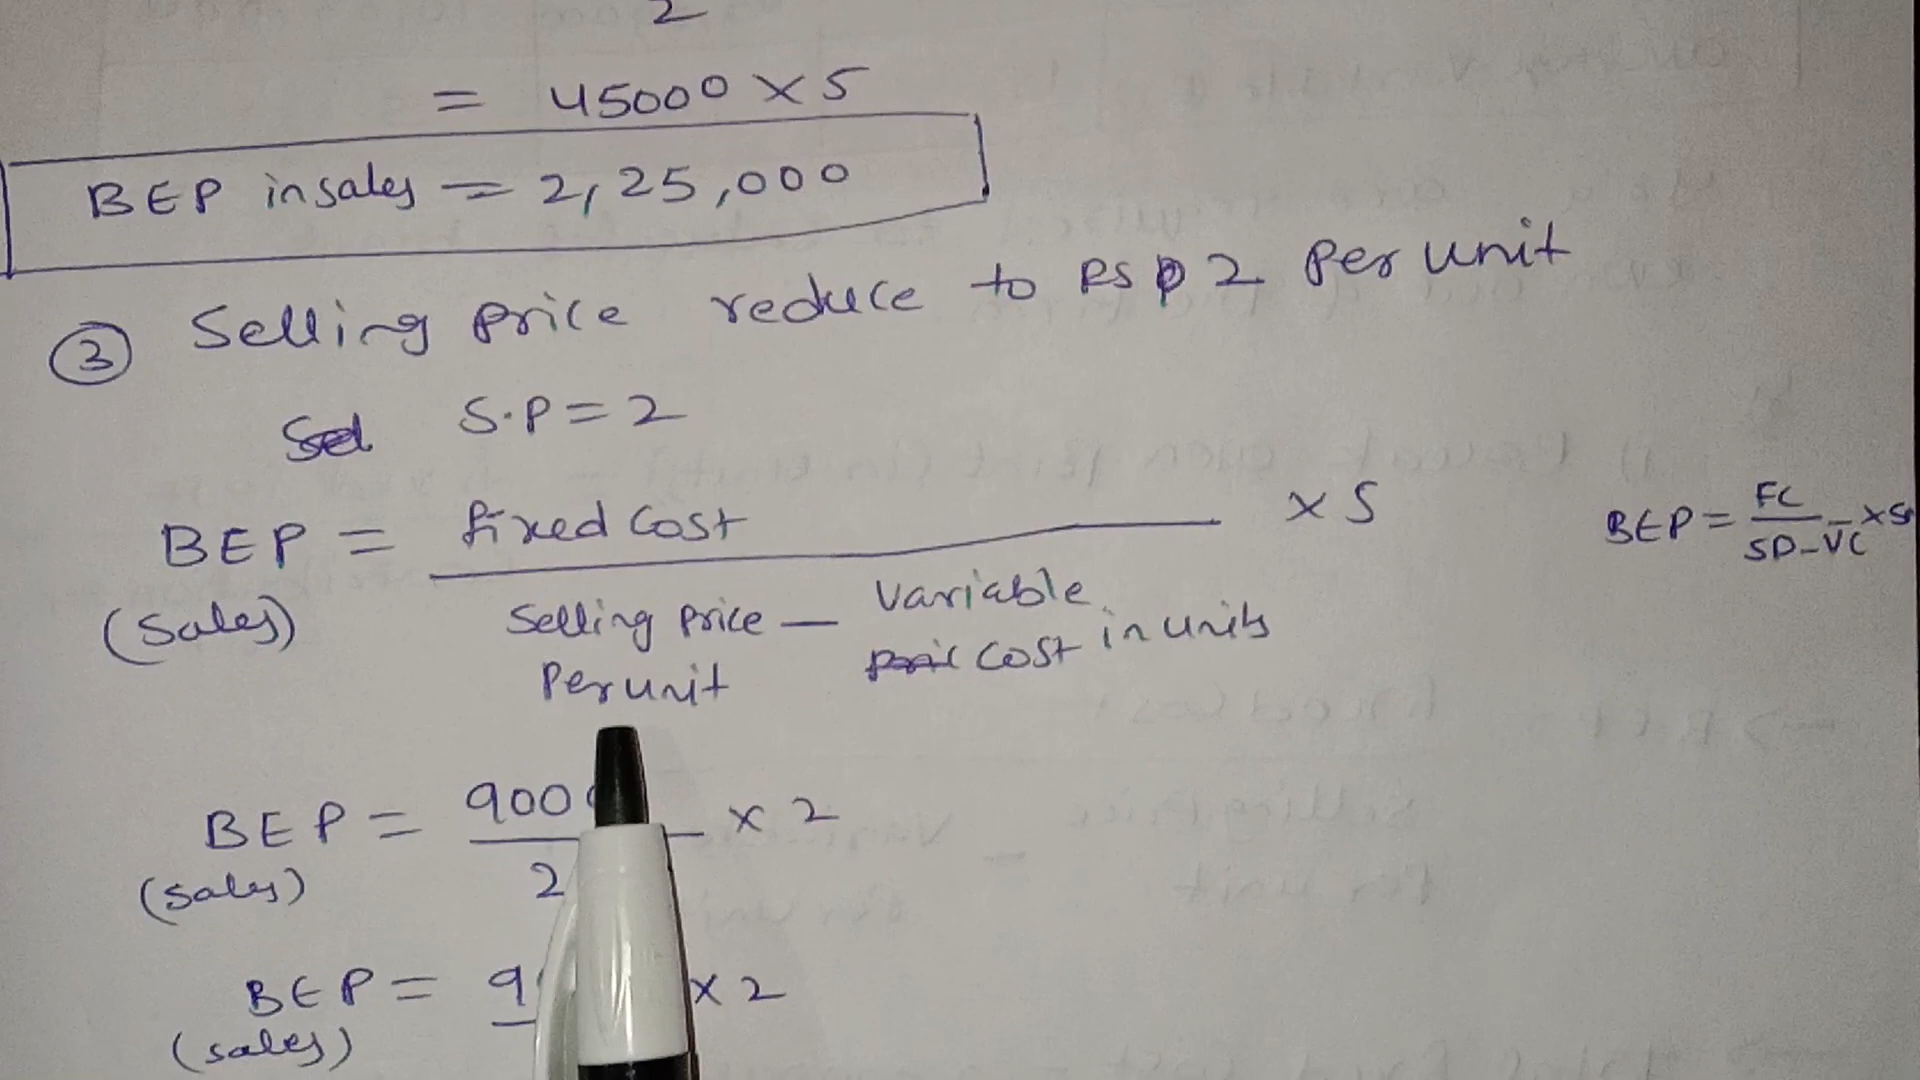 2
= 45000 × 5
BEP in sales = 2,25,000
③ Selling price reduce to RS 2 Per unit
S.P = 2
BEP = fixed Cost × S
(Sales) Selling price — Variable Cost in units
Per unit
BEP = FC × S
SP - VC
BEP = 900 × 2
(Sales) 2
BEP = 9 × 2
(sales)